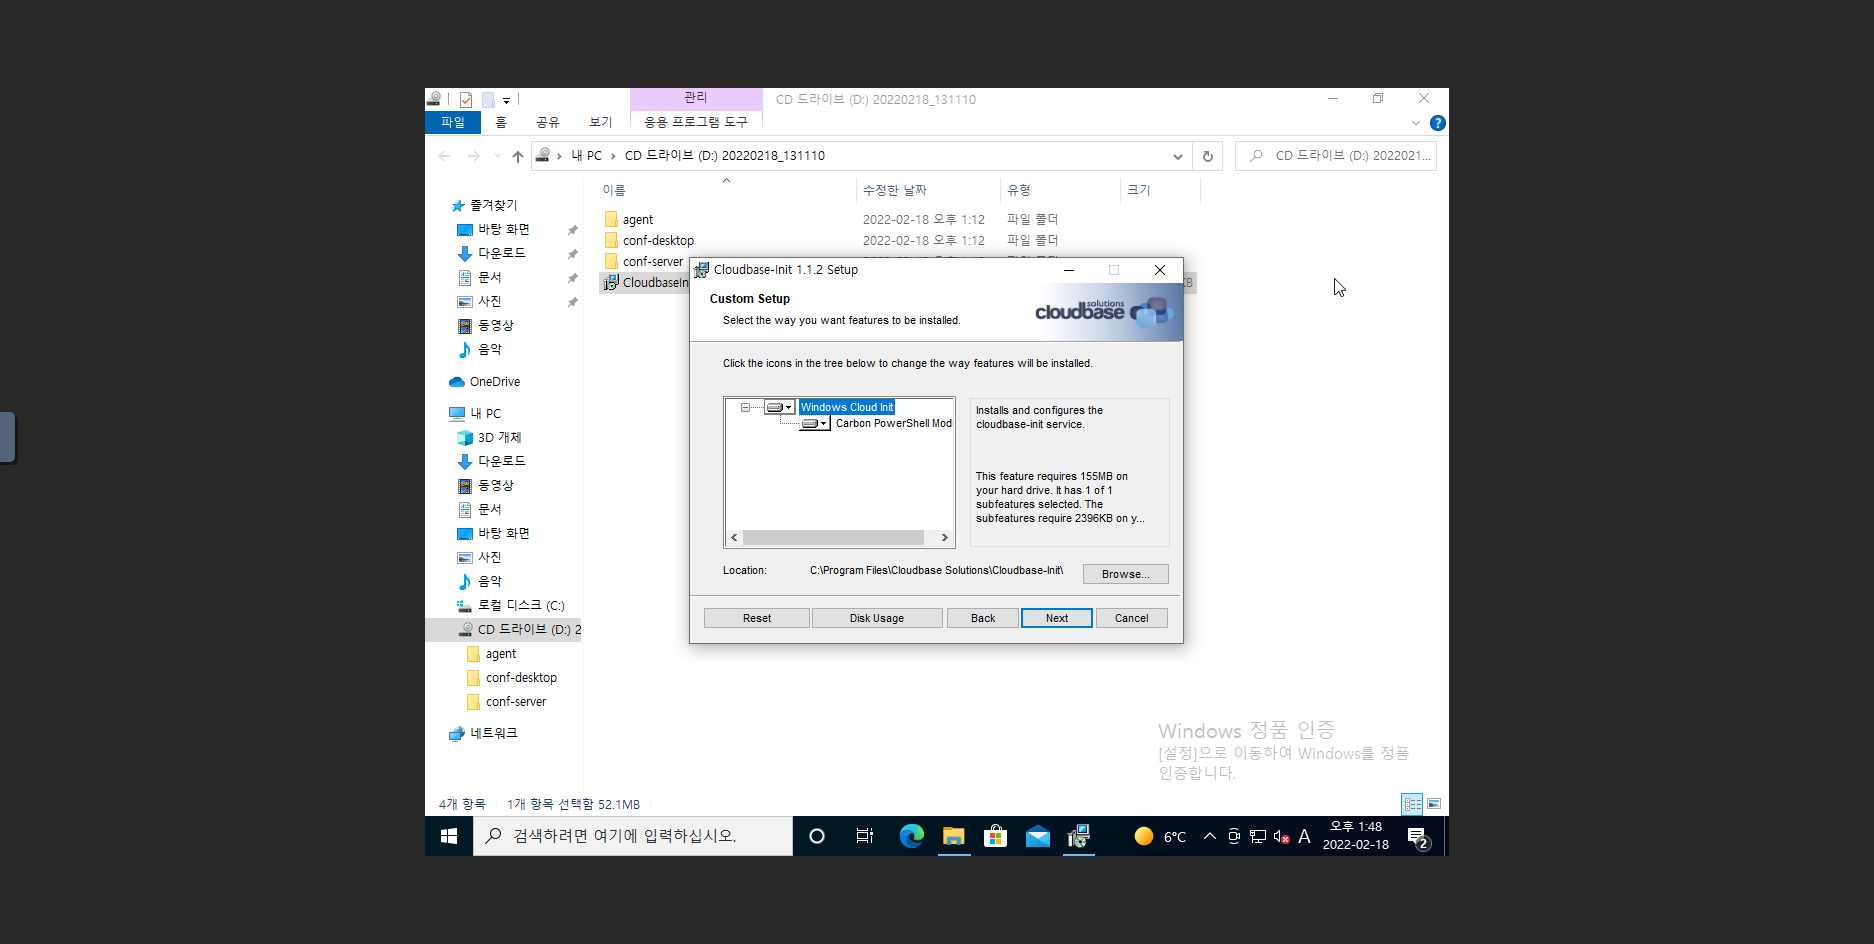 관리
CD 드라이브 (D:) 20220218_131110
파일
홈
공유
보기
응용 프로그램 도구
내 PC
CD 드라이브 (D:) 20220218_131110
CD 드라이브 (D:) 2022021...
이름
수정한 날짜
유형
크기
agent
2022-02-18 오후 1:12
파일 폴더
conf-desktop
2022-02-18 오후 1:12
파일 폴더
conf-server
CloudbaseIn
KB
즐겨찾기
바탕 화면
다운로드
문서
사진
동영상
음악
OneDrive
내 PC
3D 개체
다운로드
동영상
문서
바탕 화면
사진
음악
로컬 디스크 (C:)
CD 드라이브 (D:) 2
agent
conf-desktop
conf-server
네트워크
Cloudbase-Init 1.1.2 Setup
Custom Setup
Select the way you want features to be installed.
cloudbase solutions
Click the icons in the tree below to change the way features will be installed.
Windows Cloud Init
Carbon PowerShell Mod
Installs and configures the
cloudbase-init service.
This feature requires 155MB on
your hard drive. It has 1 of 1
subfeatures selected. The
subfeatures require 2396KB on y...
Location:
C:\Program Files\Cloudbase Solutions\Cloudbase-Init\
Browse...
Reset
Disk Usage
Back
Next
Cancel
Windows 정품 인증
[설정]으로 이동하여 Windows를 정품
인증합니다.
4개 항목
1개 항목 선택함 52.1MB
검색하려면 여기에 입력하십시오.
6°C
A
오후 1:48
2022-02-18
2